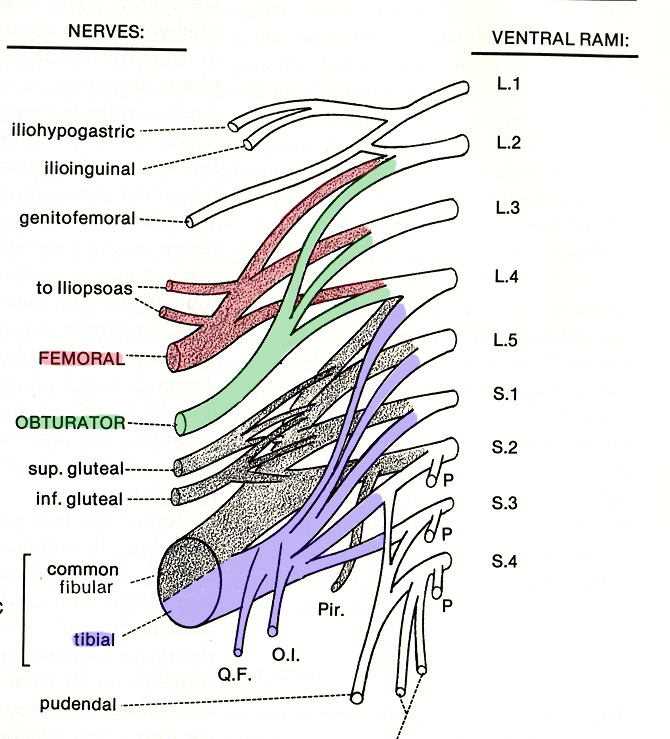 NERVES:
VENTRAL RAMI:
L.1
iliohypogastric
L.2
ilioinguinal
L.3
genitofemoral
L.4
to Iliopsoas
L.5
FEMORAL
S.1
OBTURATOR
S.2
sup. gluteal
P
inf. gluteal
S.3
P
S.4
common
fibular
P
Pir.
tibial
O.I.
Q.F.
pudendal